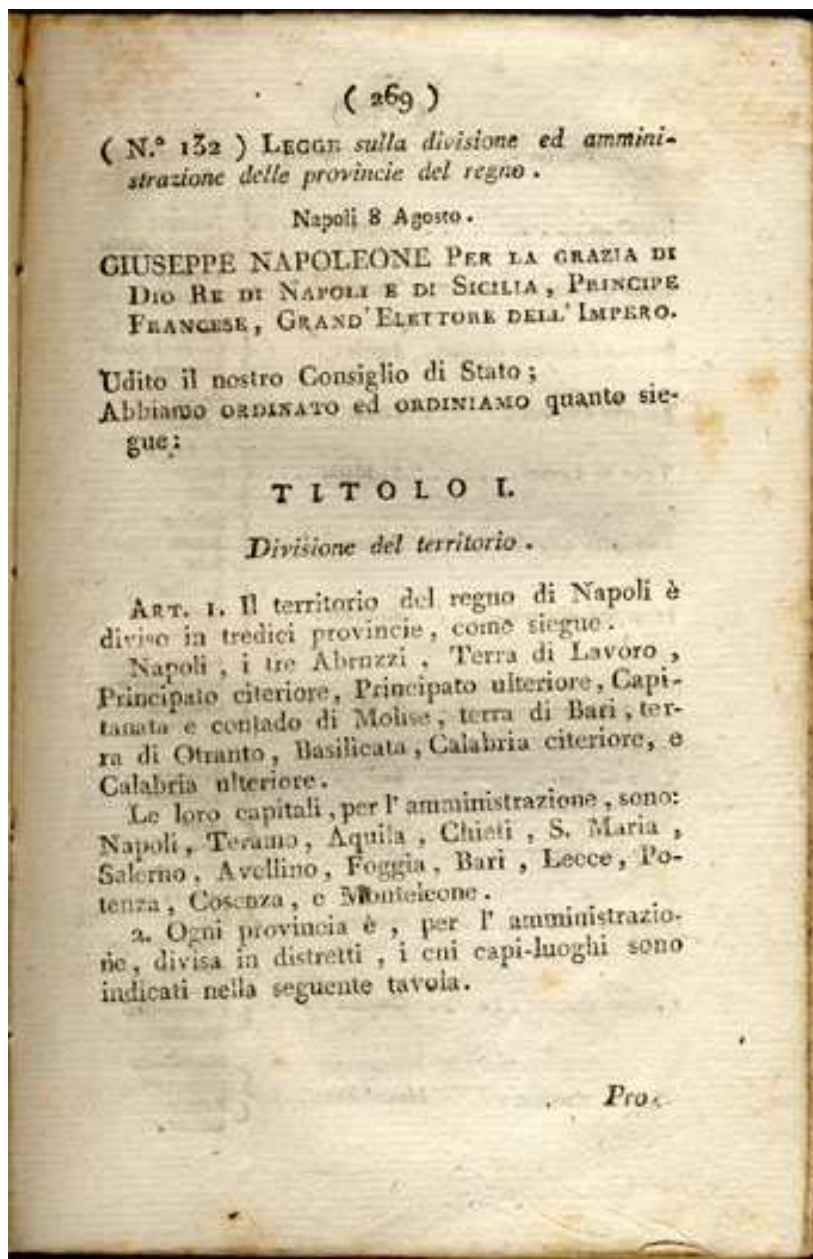 ( 269 )
( N.° 132 ) LEGGE sulla divisione ed ammini-
strazione delle provincie del regno .
Napoli 8 Agosto .
GIUSEPPE NAPOLEONE PER LA GRAZIA DI
DIO RE DI NAPOLI E DI SICILIA , PRINCIPE
FRANCESE , GRAND' ELETTORE DELL' IMPERO.
Udito il nostro Consiglio di Stato ;
Abbiamo ORDINATO ed ORDINIAMO quanto sie-
gue :
TITOLO I.
Divisione del territorio .
ART. 1. Il territorio del regno di Napoli è
diviso in tredici provincie , come siegue .
Napoli , i tre Abruzzi , Terra di Lavoro ,
Principato citeriore, Principato ulteriore, Capi-
tanata e contado di Molise , terra di Bari , ter-
ra di Otranto , Basilicata , Calabria citeriore, e
Calabria ulteriore .
Le loro capitali , per l' amministrazione , sono:
Napoli , Teramo , Aquila , Chieti , S. Maria ,
Salerno , Avellino , Foggia , Bari , Lecce , Po-
tenza , Cosenza , e Monteleone .
2. Ogni provincia è , per l' amministrazio-
ne , divisa in distretti , i cui capi-luoghi sono
indicati nella seguente tavola .
Pro-